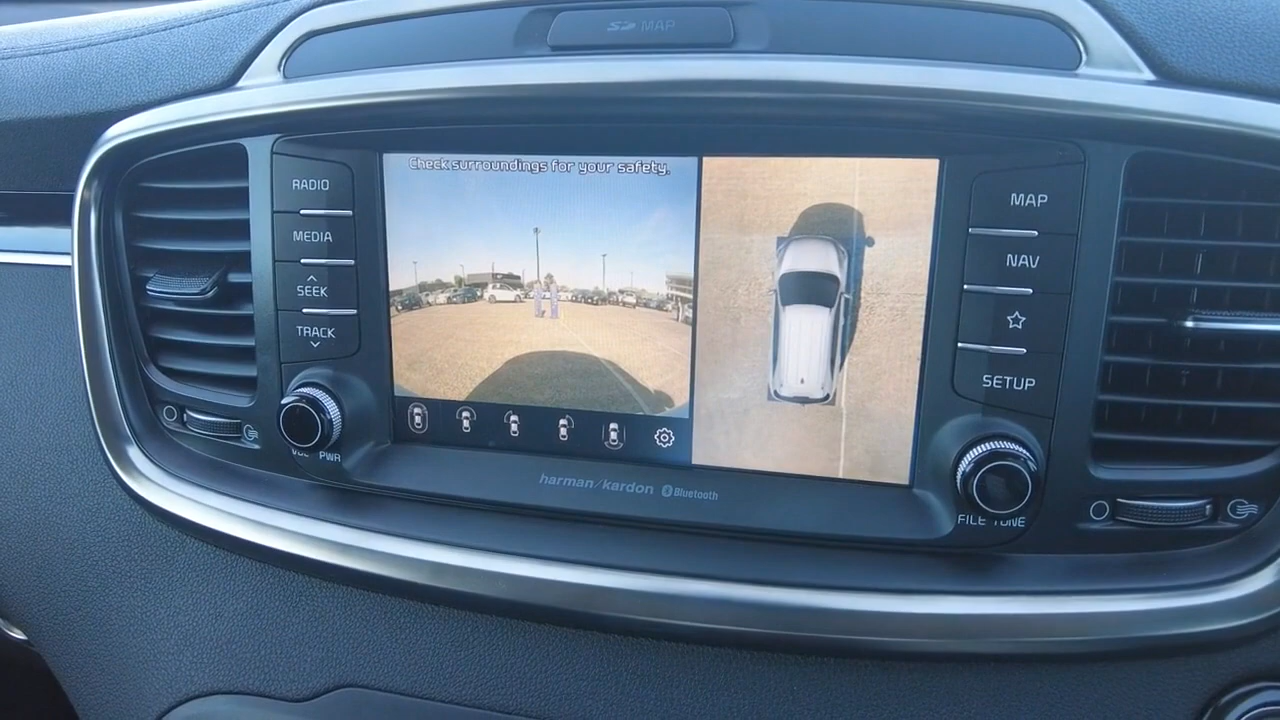 SD MAP
Check surroundings for your safety.
RADIO
MEDIA
SEEK
TRACK
VOL PWR
MAP
NAV
SETUP
FILE TUNE
harman/kardon Bluetooth